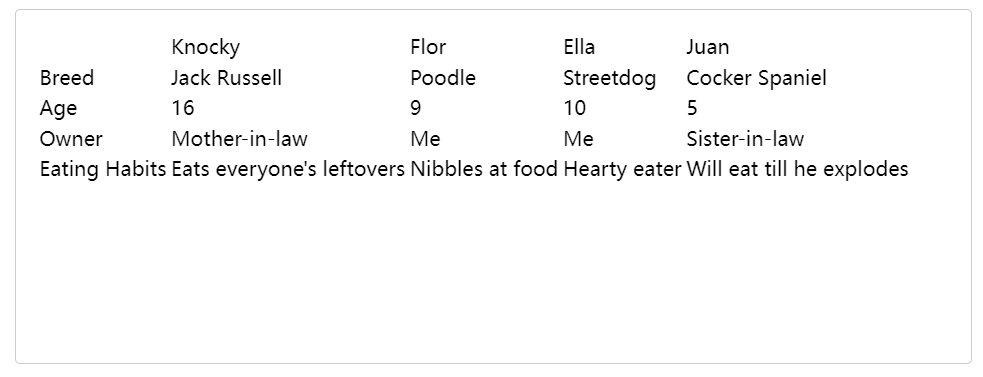 Knocky Flor Ella Juan
Breed Jack Russell Poodle Streetdog Cocker Spaniel
Age 16 9 10 5
Owner Mother-in-law Me Me Sister-in-law
Eating Habits Eats everyone's leftovers Nibbles at food Hearty eater Will eat till he explodes